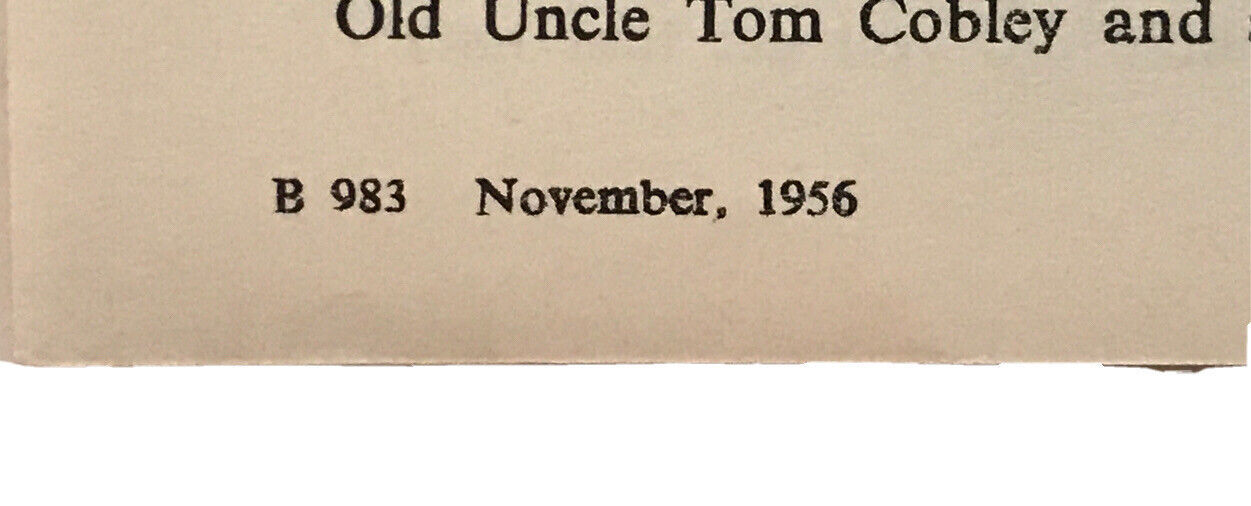 Old Uncle Tom Cobley and
B 983 November, 1956